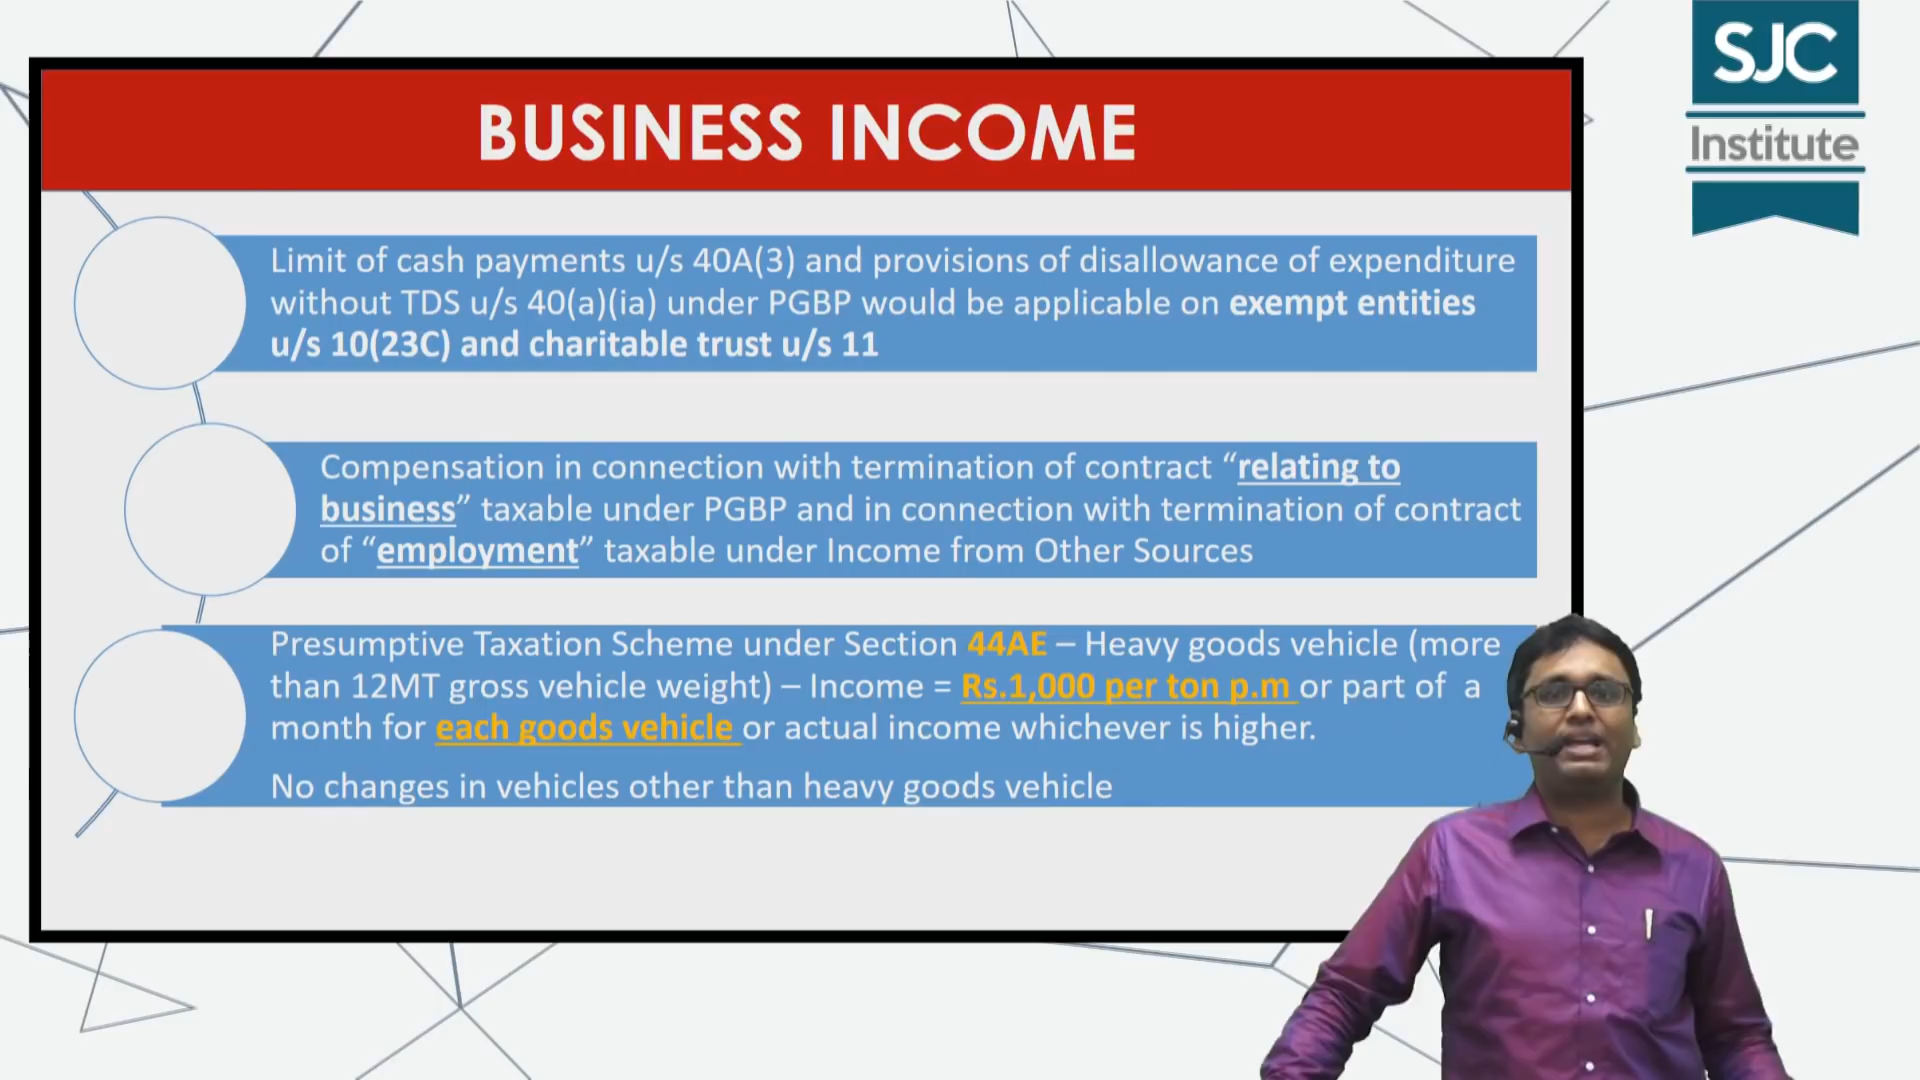 BUSINESS INCOME
SJC
Institute
Limit of cash payments u/s 40A(3) and provisions of disallowance of expenditure
without TDS u/s 40(a)(ia) under PGBP would be applicable on exempt entities
u/s 10(23C) and charitable trust u/s 11
Compensation in connection with termination of contract “relating to
business” taxable under PGBP and in connection with termination of contract
of “employment” taxable under Income from Other Sources
Presumptive Taxation Scheme under Section 44AE – Heavy goods vehicle (more
than 12MT gross vehicle weight) – Income = Rs.1,000 per ton p.m or part of a
month for each goods vehicle or actual income whichever is higher.
No changes in vehicles other than heavy goods vehicle